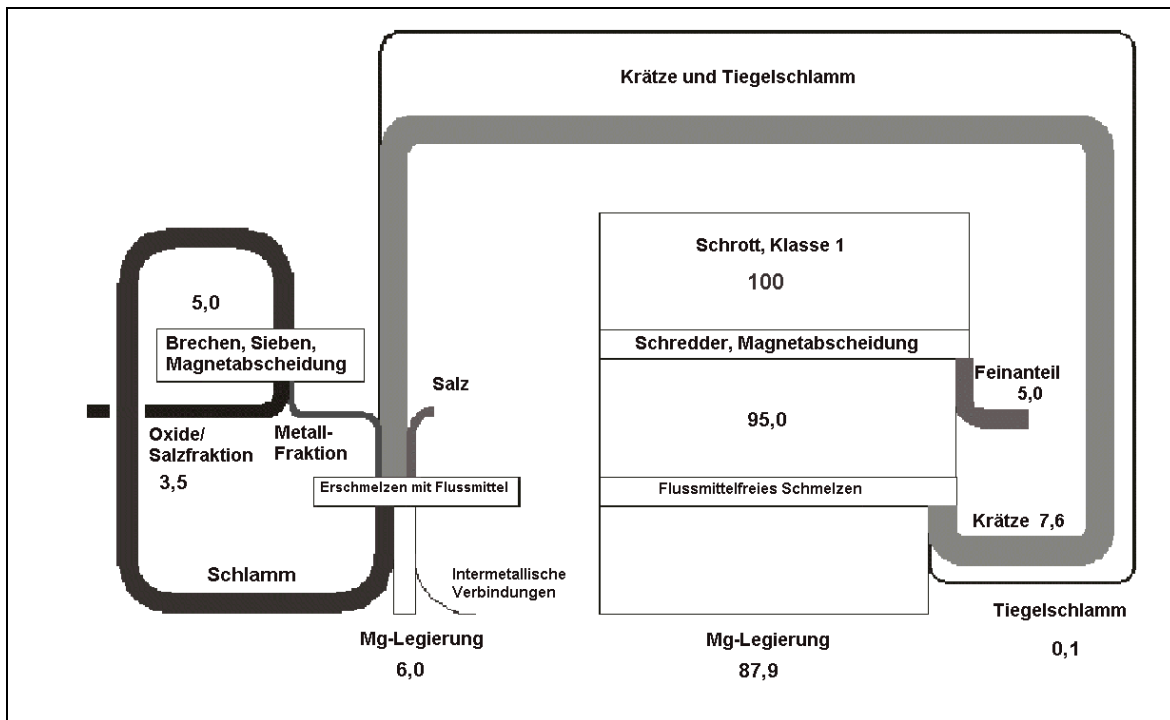 Krätze und Tiegelschlamm
Schrott, Klasse 1
100
5,0
Brechen, Sieben,
Magnetabscheidung
Schredder, Magnetabscheidung
Salz
Feinanteil
5,0
95,0
Oxide/
Salzfraktion
3,5
Metall-
Fraktion
Erschmelzen mit Flussmittel
Flussmittelfreies Schmelzen
Krätze 7,6
Schlamm
Intermetallische
Verbindungen
Tiegelschlamm
0,1
Mg-Legierung
6,0
Mg-Legierung
87,9